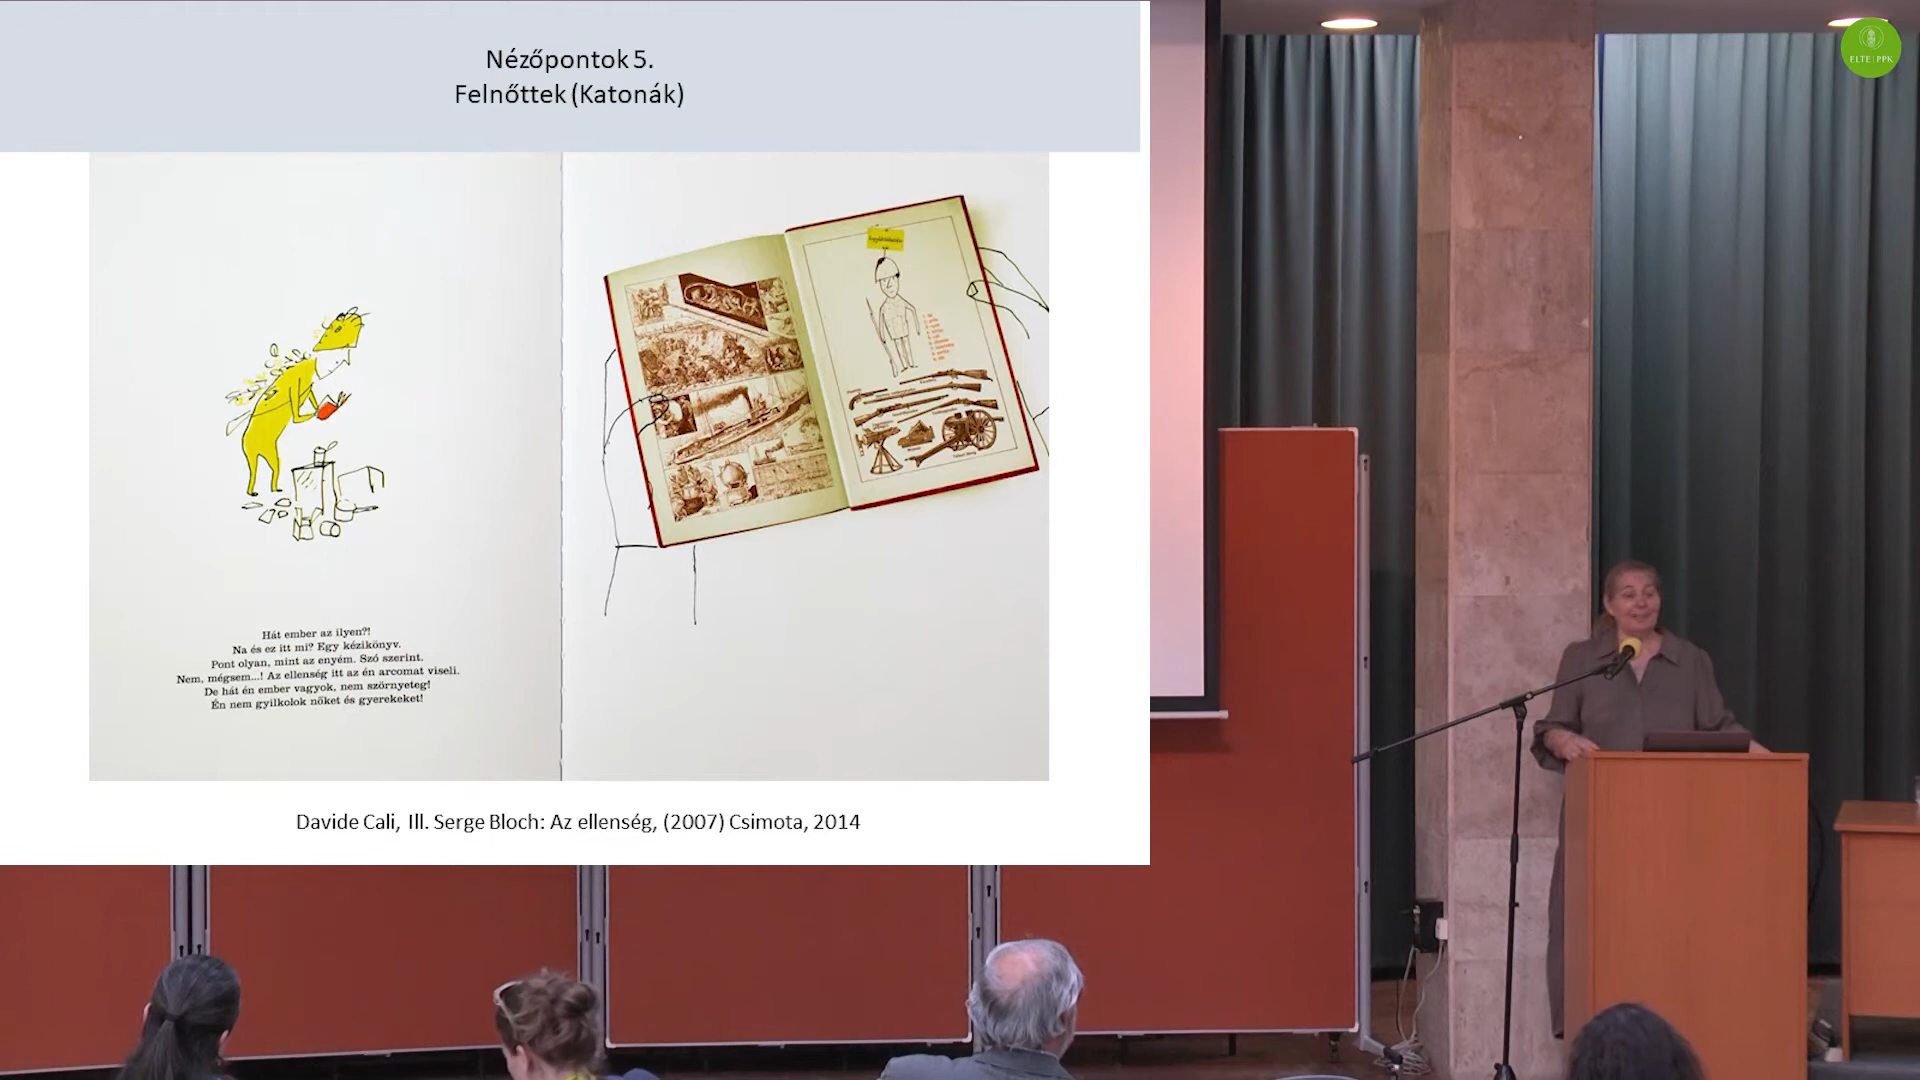 Nézőpontok 5.
Felnőttek (Katonák)
Hát ember az ilyen?!
Na és ez itt mi? Egy kézikönyv.
Pont olyan, mint az enyém. Szó szerint.
Nem, mégsem...! Az ellenség itt az én arcomat viseli.
De hát én ember vagyok, nem szörnyeteg!
Én nem gyilkolok nőket és gyerekeket!
Davide Cali, Ill. Serge Bloch: Az ellenség, (2007) Csimota, 2014
ELTE | PPK